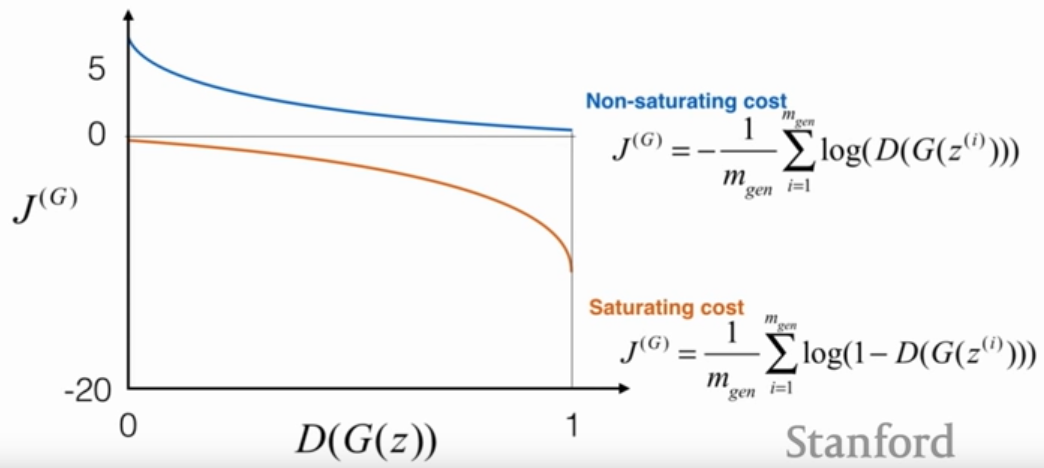 5
0
J^{(G)}
-20
0
D(G(z))
1
Non-saturating cost
J^{(G)} = -\frac{1}{m_{gen}} \sum_{i=1}^{m_{gen}} \log(D(G(z^{(i)})))
Saturating cost
J^{(G)} = \frac{1}{m_{gen}} \sum_{i=1}^{m_{gen}} \log(1 - D(G(z^{(i)})))
Stanford